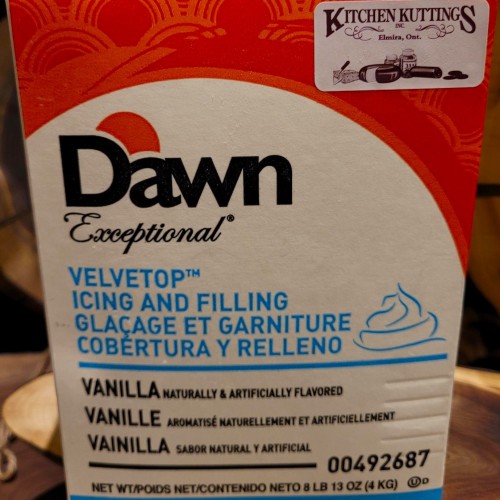 KITCHEN KUTTINGS
INC
Elmira, Ont.
Dawn
Exceptional®
VELVETOP™
ICING AND FILLING
GLAÇAGE ET GARNITURE
COBERTURA Y RELLENO
VANILLA NATURALLY & ARTIFICIALLY FLAVORED
VANILLE AROMATISÉ NATURELLEMENT ET ARTIFICIELLEMENT
VAINILLA SABOR NATURAL Y ARTIFICIAL
00492687
NET WT/POIDS NET/CONTENIDO NETO 8 LB 13 OZ (4 KG) Ⓤ D